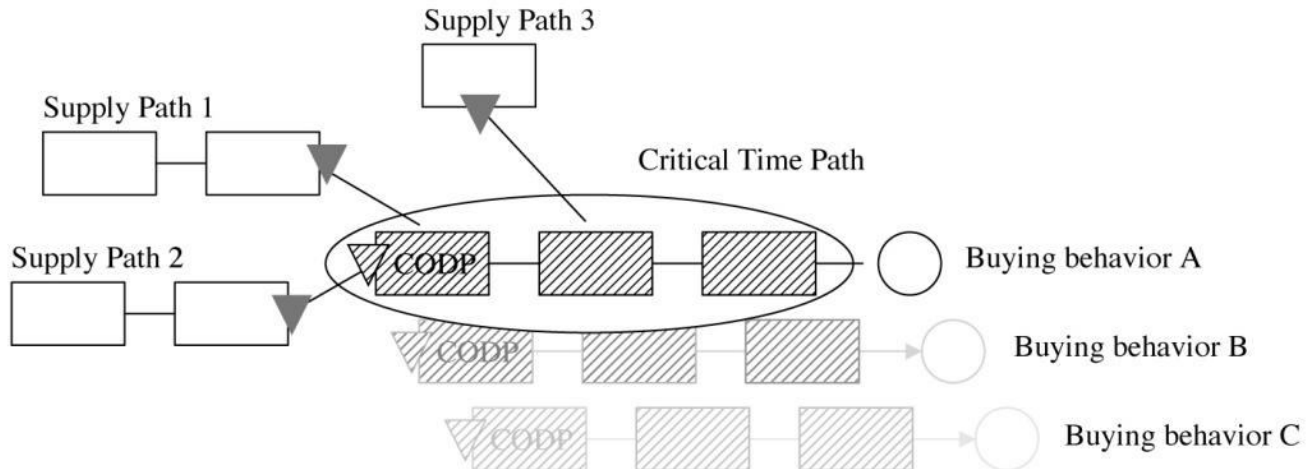 Supply Path 3
Supply Path 1
Critical Time Path
Supply Path 2
CODP
Buying behavior A
CODP
Buying behavior B
CODP
Buying behavior C